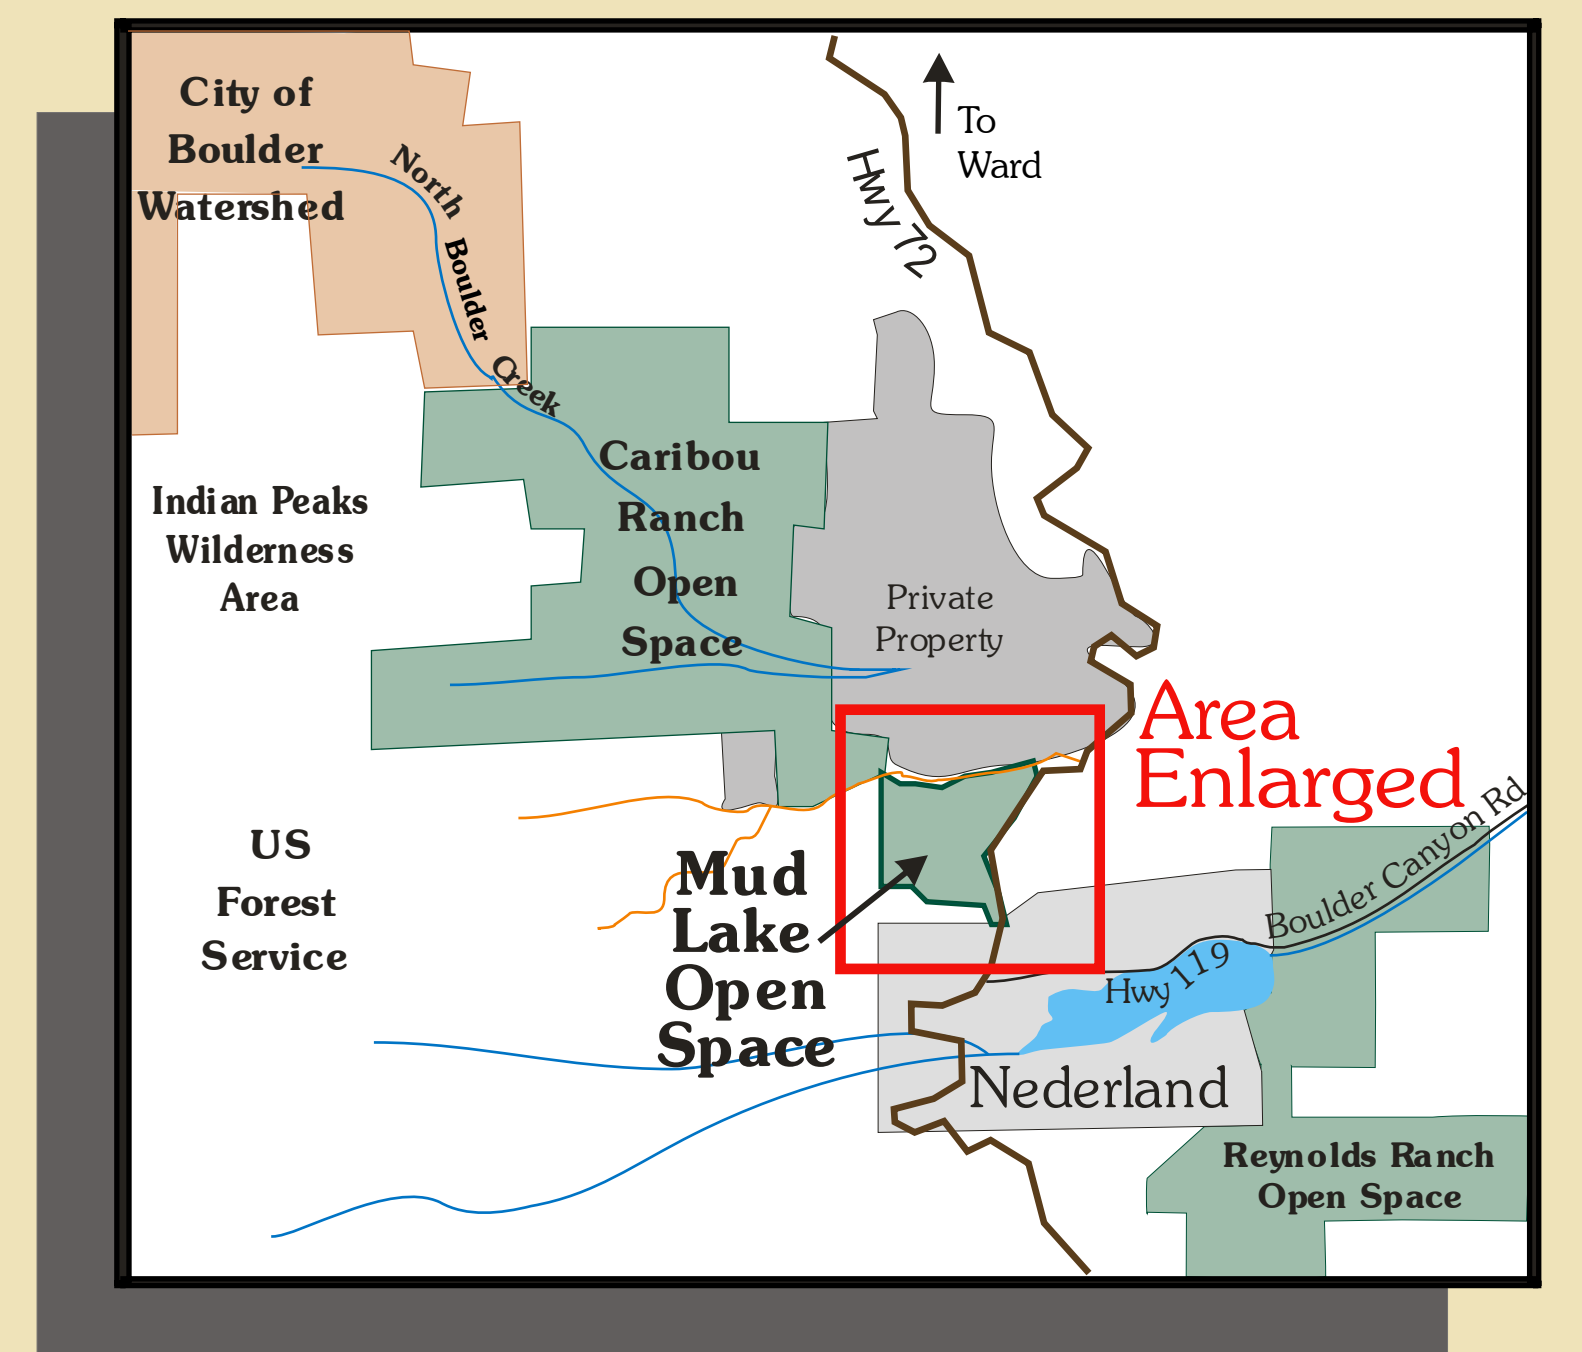 City of
Boulder
Watershed
North
Boulder
Creek
To
Ward
Hwy 72
Caribou
Ranch
Open
Space
Indian Peaks
Wilderness
Area
Private
Property
Area
Enlarged
US
Forest
Service
Mud
Lake
Open
Space
Boulder Canyon Rd.
Hwy 119
Nederland
Reynolds Ranch
Open Space